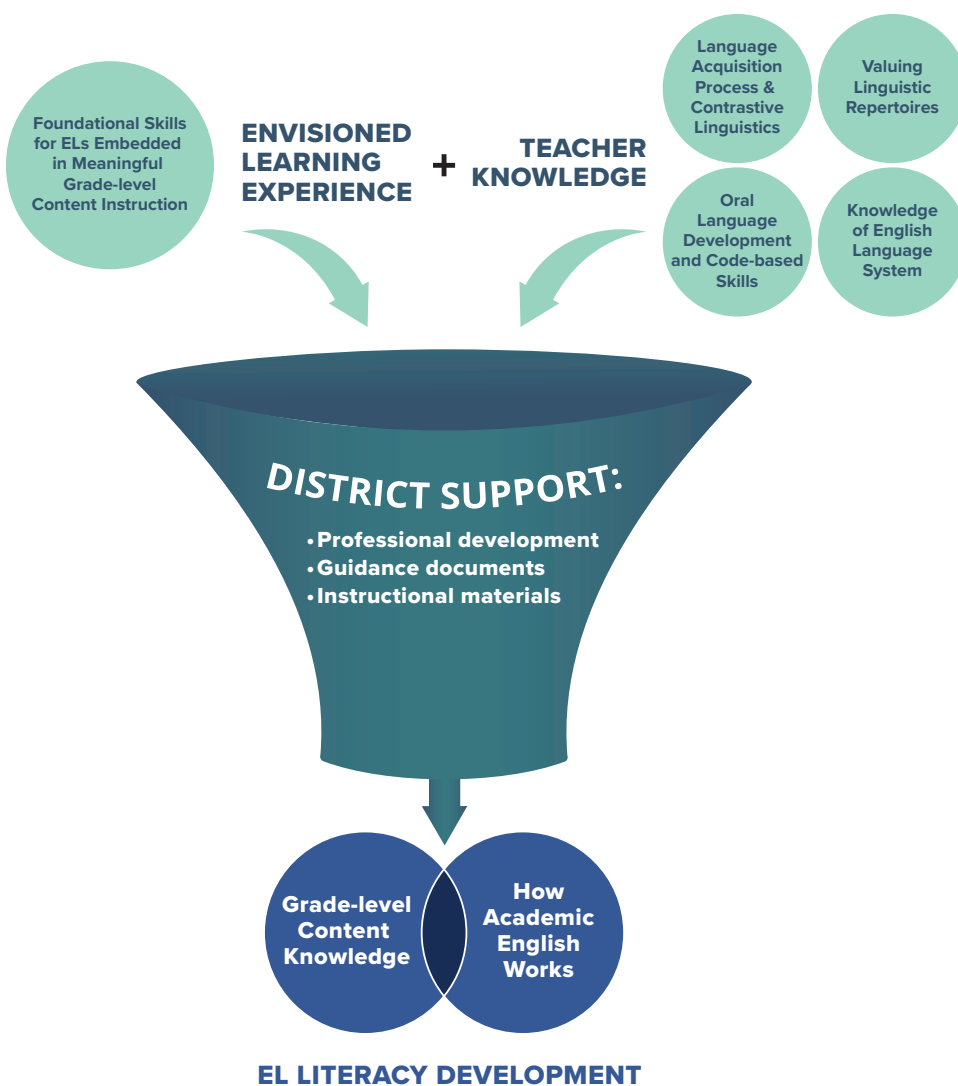 Foundational Skills
for ELs Embedded
in Meaningful
Grade-level
Content Instruction
ENVISIONED
LEARNING
EXPERIENCE
+
TEACHER
KNOWLEDGE
Language
Acquisition
Process &
Contrastive
Linguistics
Valuing
Linguistic
Repertoires
Oral
Language
Development
and Code-based
Skills
Knowledge
of English
Language
System
DISTRICT SUPPORT:
• Professional development
• Guidance documents
• Instructional materials
Grade-level
Content
Knowledge
How
Academic
English
Works
EL LITERACY DEVELOPMENT